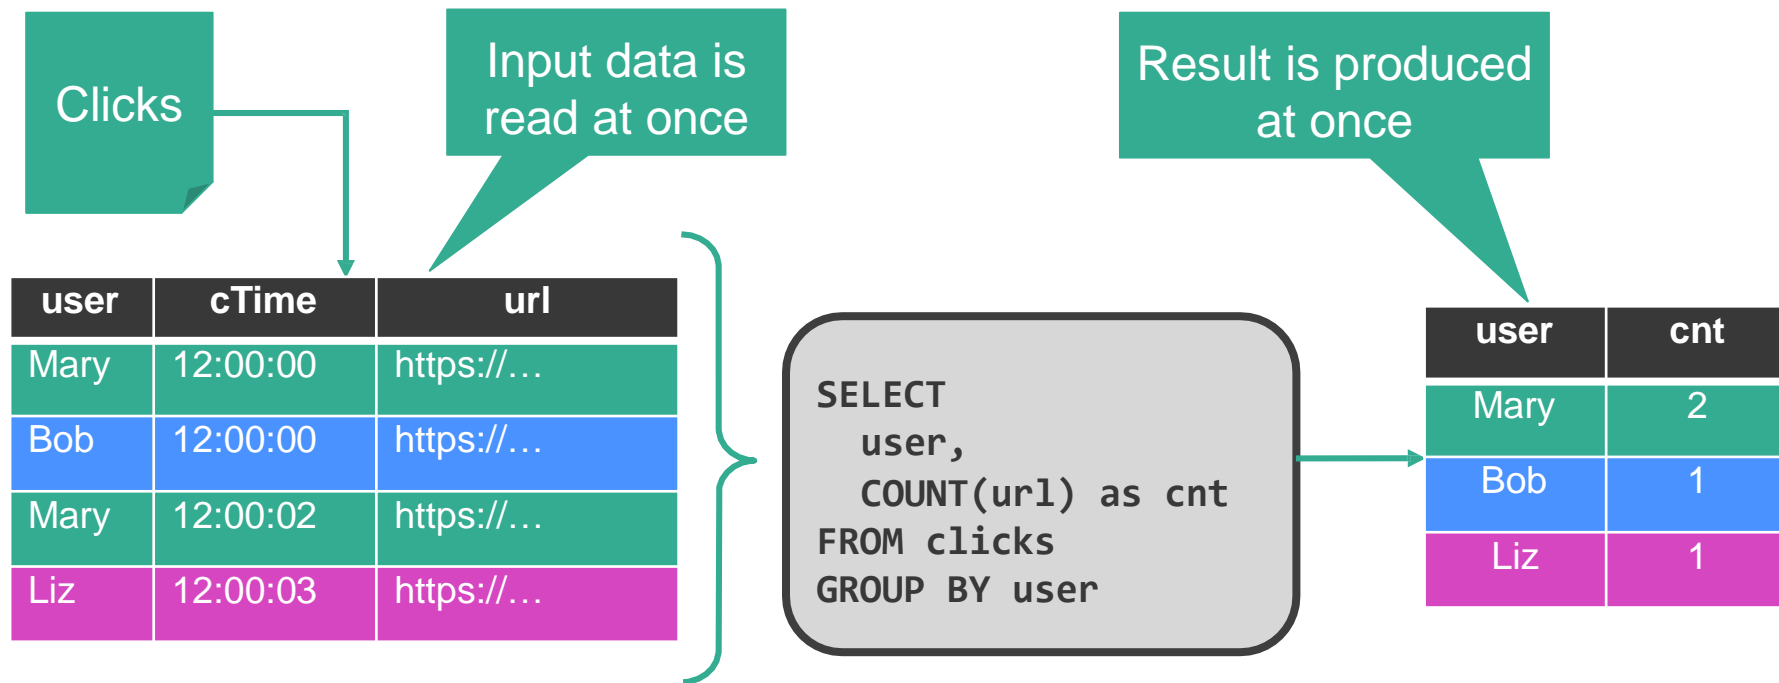 Clicks
Input data is
read at once
Result is produced
at once
user cTime url
Mary 12:00:00 https://…
Bob 12:00:00 https://…
Mary 12:00:02 https://…
Liz 12:00:03 https://…
SELECT
user,
COUNT(url) as cnt
FROM clicks
GROUP BY user
user cnt
Mary 2
Bob 1
Liz 1